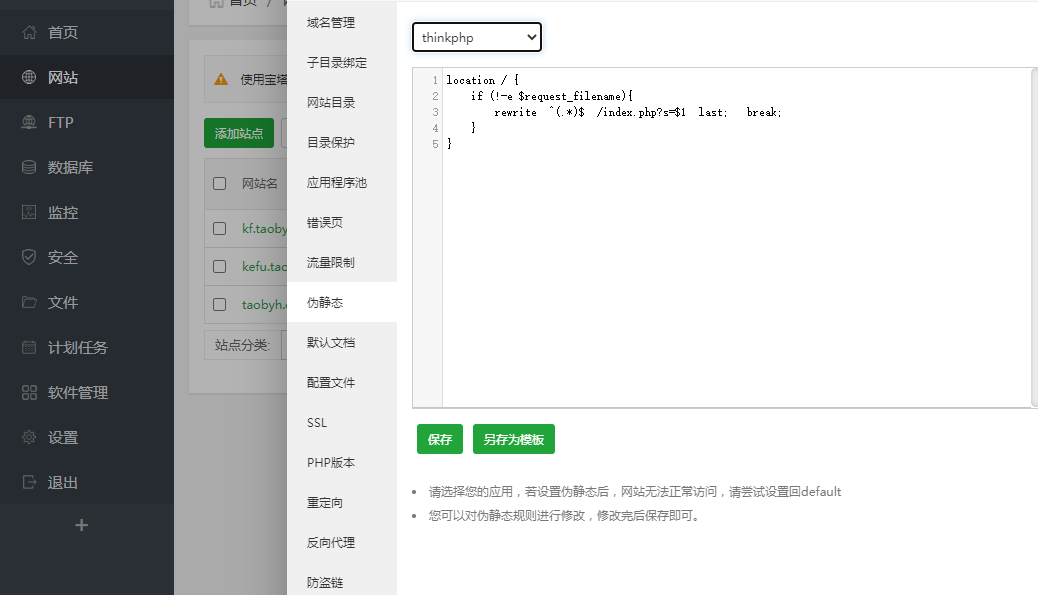 首页
网站
FTP
数据库
监控
安全
文件
计划任务
软件管理
设置
退出
首页 /
使用宝塔
添加站点
网站名
kf.taoby
kefu.tao
taobyh.
站点分类:
域名管理
子目录绑定
网站目录
目录保护
应用程序池
错误页
流量限制
伪静态
默认文档
配置文件
SSL
PHP版本
重定向
反向代理
防盗链
thinkphp
1 location / {
2 if (!-e $request_filename){
3 rewrite ^(.*)$ /index.php?s=$1 last; break;
4 }
5 }
保存 另存为模板
请选择您的应用，若设置伪静态后，网站无法正常访问，请尝试设置回default
您可以对伪静态规则进行修改，修改完后保存即可。